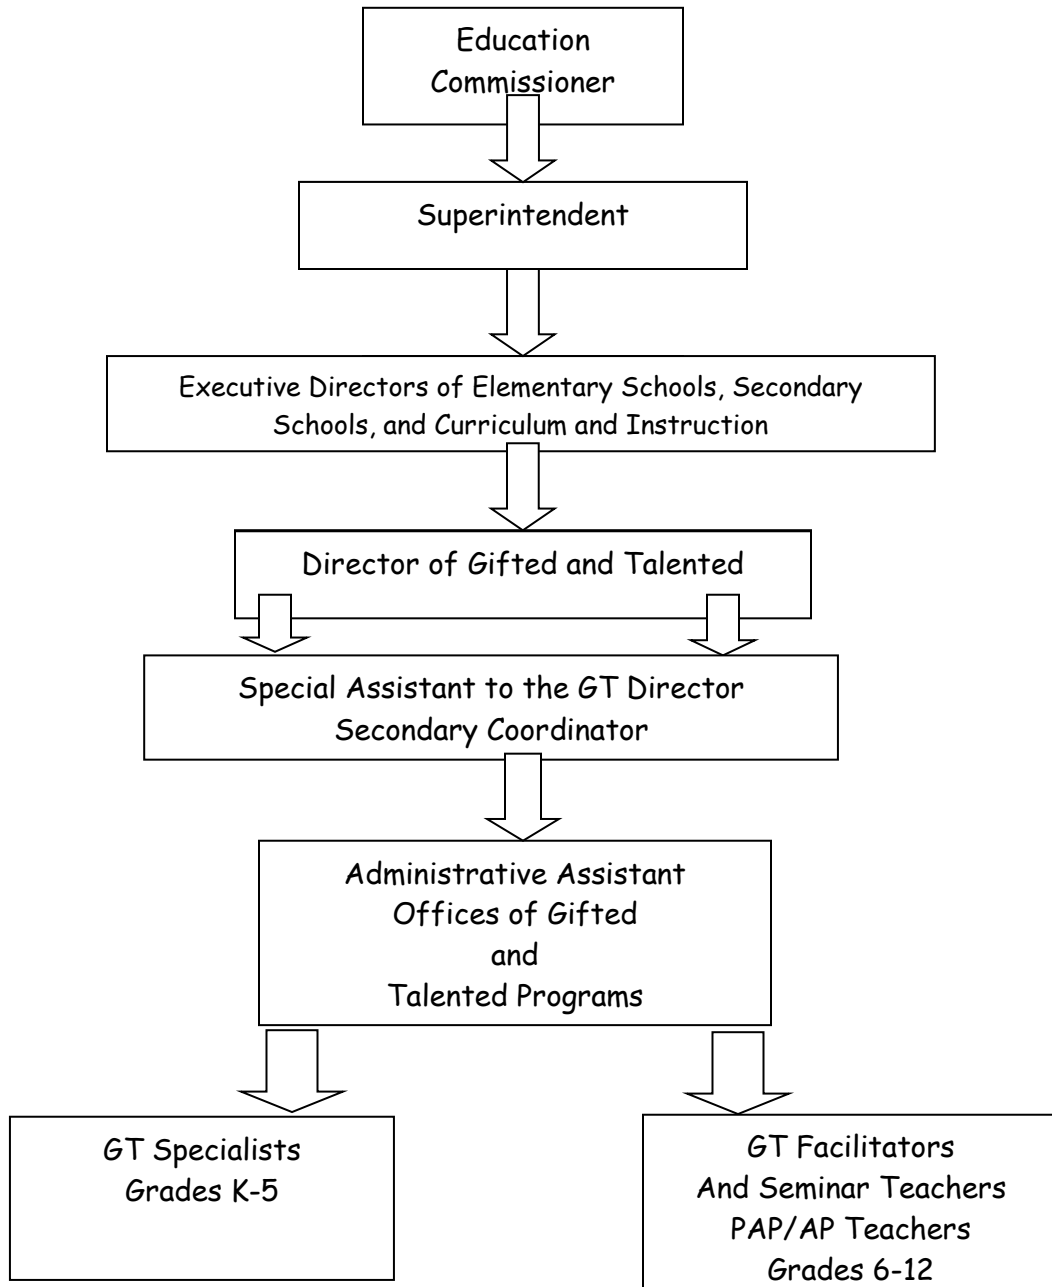 Education
Commissioner
Superintendent
Executive Directors of Elementary Schools, Secondary
Schools, and Curriculum and Instruction
Director of Gifted and Talented
Special Assistant to the GT Director
Secondary Coordinator
Administrative Assistant
Offices of Gifted
and
Talented Programs
GT Specialists
Grades K-5
GT Facilitators
And Seminar Teachers
PAP/AP Teachers
Grades 6-12